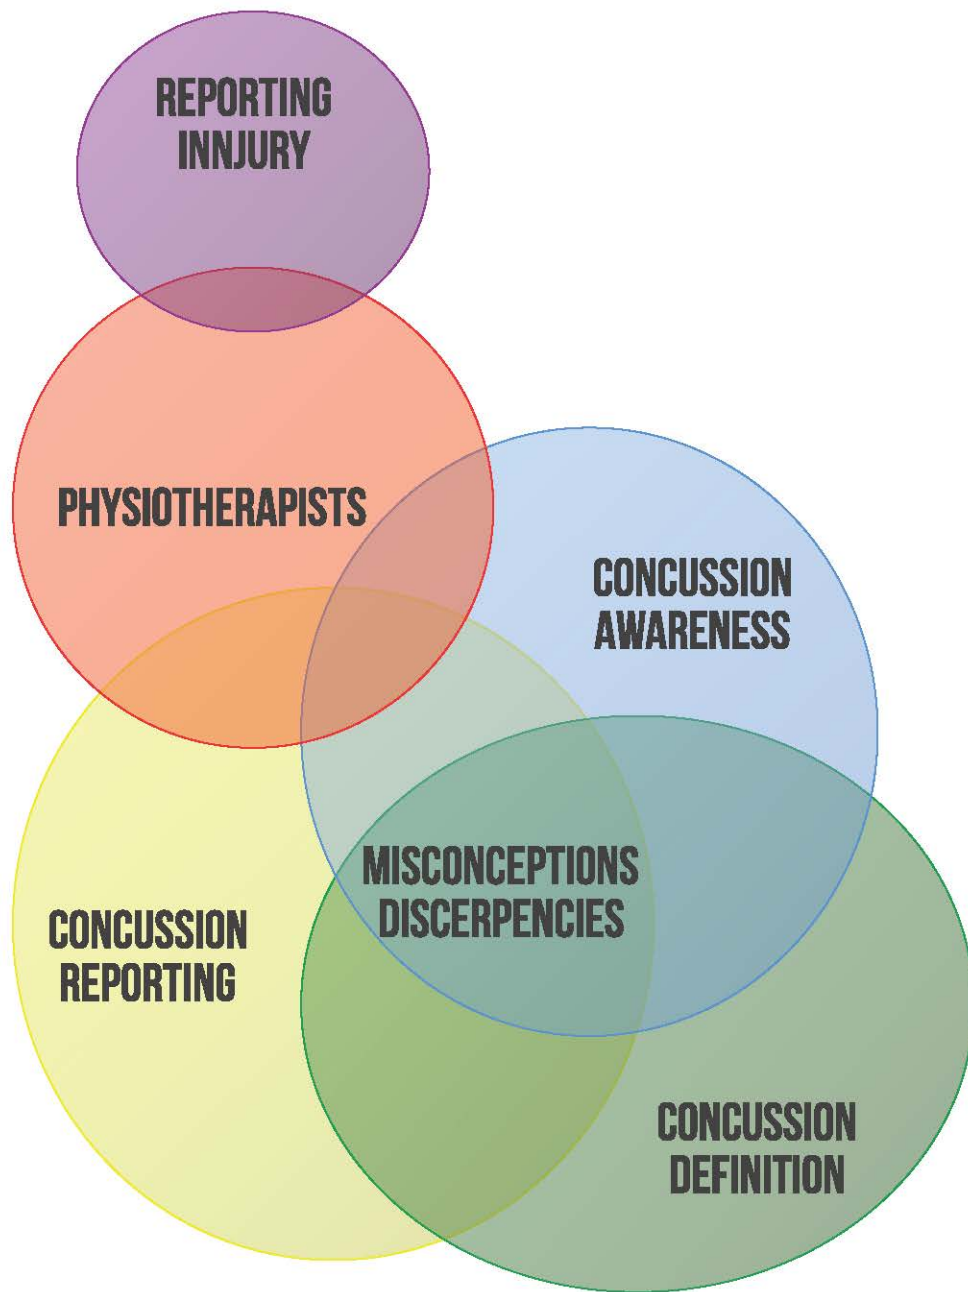 REPORTING
INNJURY
PHYSIOTHERAPISTS
CONCUSSION
AWARENESS
MISCONCEPTIONS
DISCERPENCIES
CONCUSSION
REPORTING
CONCUSSION
DEFINITION